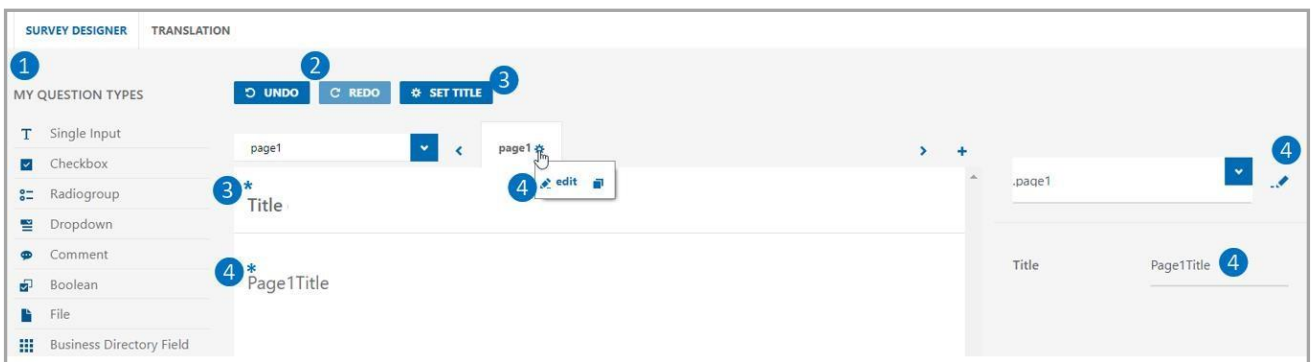 SURVEY DESIGNER TRANSLATION
1
2
3
MY QUESTION TYPES
UNDO REDO SET TITLE
T Single Input
page1
page1
4
Checkbox
4 edit
.page1
Radiogroup
3 *
Title
Dropdown
Comment
4 *
Page1Title
Title Page1Title 4
Boolean
File
Business Directory Field